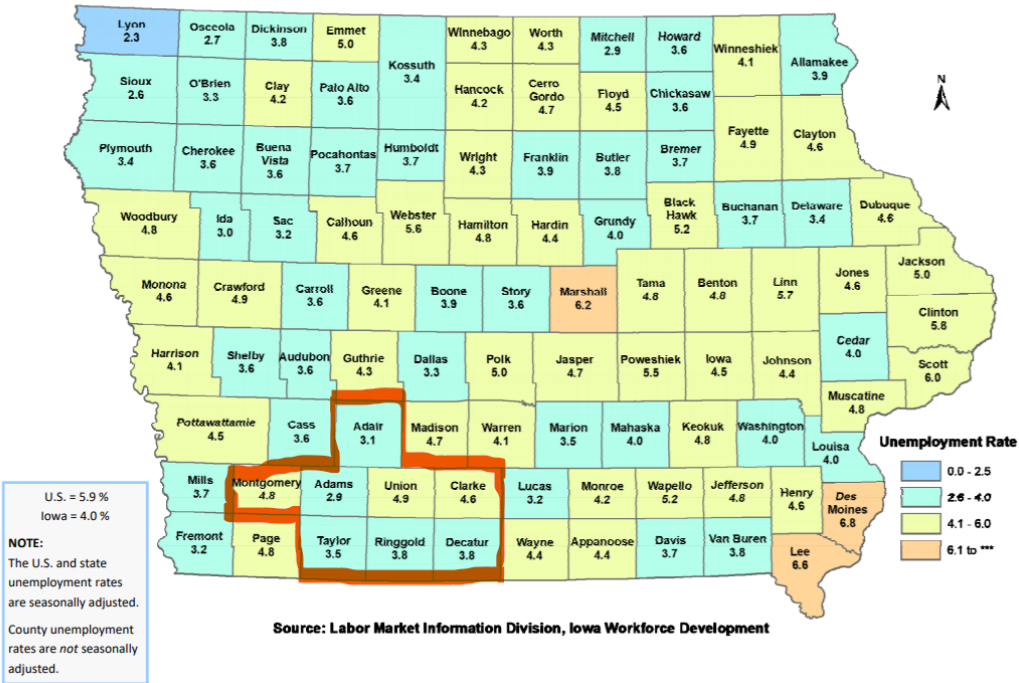 Lyon
2.3
Osceola
2.7
Dickinson
3.8
Emmet
5.0
Winnebago
4.3
Worth
4.3
Mitchell
2.9
Howard
3.6
Winneshiek
4.1
Allamakee
3.9
Kossuth
3.4
Sioux
2.6
O'Brien
3.3
Clay
4.2
Palo Alto
3.6
Hancock
4.2
Cerro
Gordo
4.7
Floyd
4.5
Chickasaw
3.6
N
Plymouth
3.4
Cherokee
3.6
Buena
Vista
3.6
Pocahontas
3.7
Humboldt
3.7
Wright
4.3
Franklin
3.9
Butler
3.8
Bremer
3.7
Fayette
4.9
Clayton
4.6
Woodbury
4.8
Ida
3.0
Sac
3.2
Calhoun
4.6
Webster
5.6
Hamilton
4.8
Hardin
4.4
Grundy
4.0
Black
Hawk
5.2
Buchanan
3.7
Delaware
3.4
Dubuque
4.6
Monona
4.6
Crawford
4.9
Carroll
3.6
Greene
4.1
Boone
3.9
Story
3.6
Marshall
6.2
Tama
4.8
Benton
4.8
Linn
5.7
Jones
4.6
Jackson
5.0
Clinton
5.8
Harrison
4.1
Shelby
3.6
Audubon
3.6
Guthrie
4.3
Dallas
3.3
Polk
5.0
Jasper
4.7
Poweshiek
5.5
Iowa
4.5
Johnson
4.4
Cedar
4.0
Scott
6.0
Muscatine
4.8
Pottawattamie
4.5
Cass
3.6
Adair
3.1
Madison
4.7
Warren
4.1
Marion
3.5
Mahaska
4.0
Keokuk
4.8
Washington
4.0
Louisa
4.0
Mills
3.7
Montgomery
4.8
Adams
2.9
Union
4.9
Clarke
4.6
Lucas
3.2
Monroe
4.2
Wapello
5.2
Jefferson
4.8
Henry
4.6
Des
Moines
6.8
Fremont
3.2
Page
4.8
Taylor
3.5
Ringgold
3.8
Decatur
3.8
Wayne
4.4
Appanoose
4.4
Davis
3.7
Van Buren
3.8
Lee
6.6
Unemployment Rate
0.0 - 2.5
2.6 - 4.0
4.1 - 6.0
6.1 to ***
U.S. = 5.9 %
Iowa = 4.0 %
NOTE:
The U.S. and state
unemployment rates
are seasonally adjusted.
County unemployment
rates are not seasonally
adjusted.
Source: Labor Market Information Division, Iowa Workforce Development